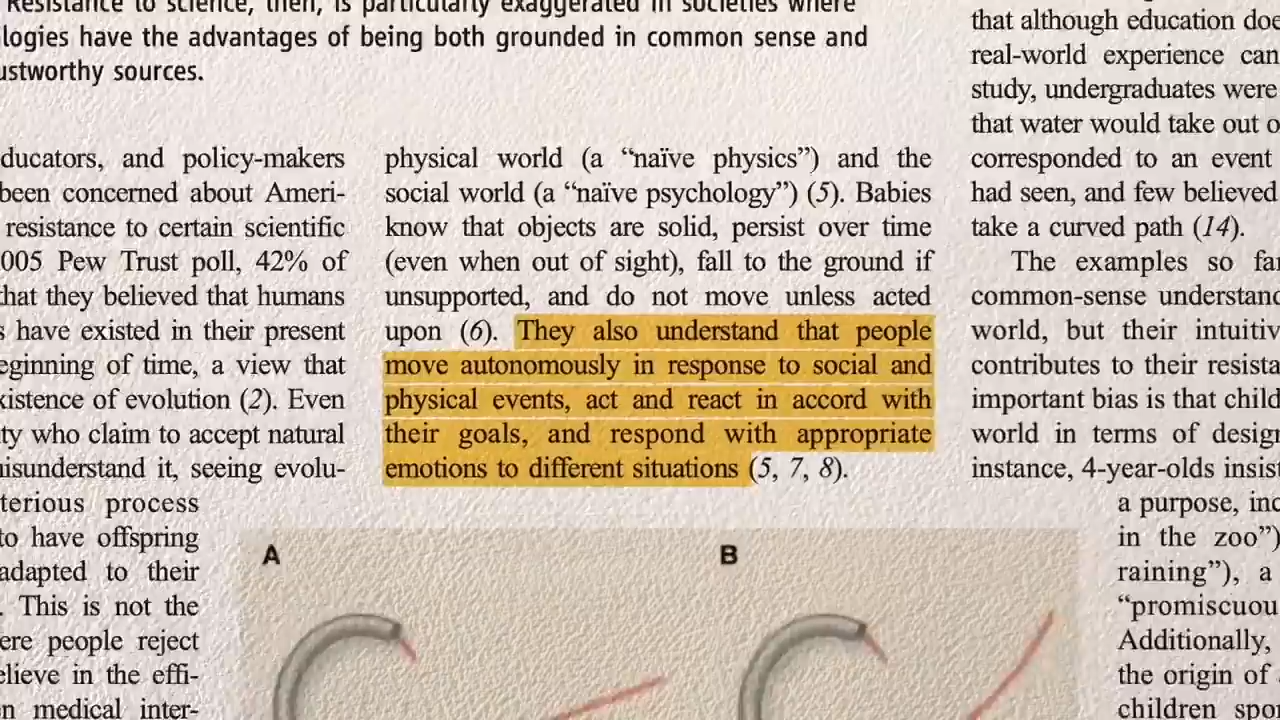 Resistance to science, then, is particularly exaggerated in societies where
ilogies have the advantages of being both grounded in common sense and
ustworthy sources.
ducators, and policy-makers
been concerned about Ameri-
resistance to certain scientific
005 Pew Trust poll, 42% of
that they believed that humans
s have existed in their present
eginning of time, a view that
xistence of evolution (2). Even
ty who claim to accept natural
nisunderstand it, seeing evolu-
terious process
to have offspring
adapted to their
. This is not the
ere people reject
elieve in the effi-
n medical inter-
physical world (a “naïve physics”) and the
social world (a “naïve psychology”) (5). Babies
know that objects are solid, persist over time
(even when out of sight), fall to the ground if
unsupported, and do not move unless acted
upon (6). They also understand that people
move autonomously in response to social and
physical events, act and react in accord with
their goals, and respond with appropriate
emotions to different situations (5, 7, 8).
A
B
that although education doe
real-world experience can
study, undergraduates were
that water would take out o
corresponded to an event
had seen, and few believed
take a curved path (14).
The examples so far
common-sense understand
world, but their intuitiv
contributes to their resista
important bias is that child
world in terms of design
instance, 4-year-olds insist
a purpose, inc
in the zoo”)
raining”), a
“promiscuou
Additionally,
the origin of
children spon